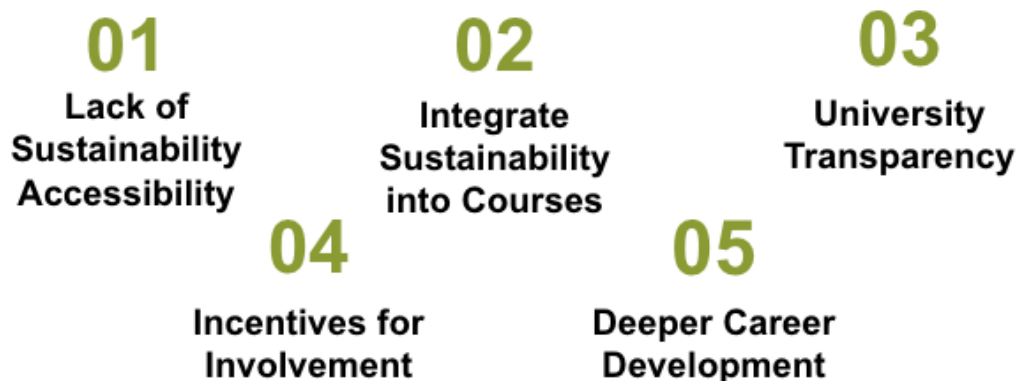 01
Lack of
Sustainability
Accessibility
02
Integrate
Sustainability
into Courses
03
University
Transparency
04
Incentives for
Involvement
05
Deeper Career
Development